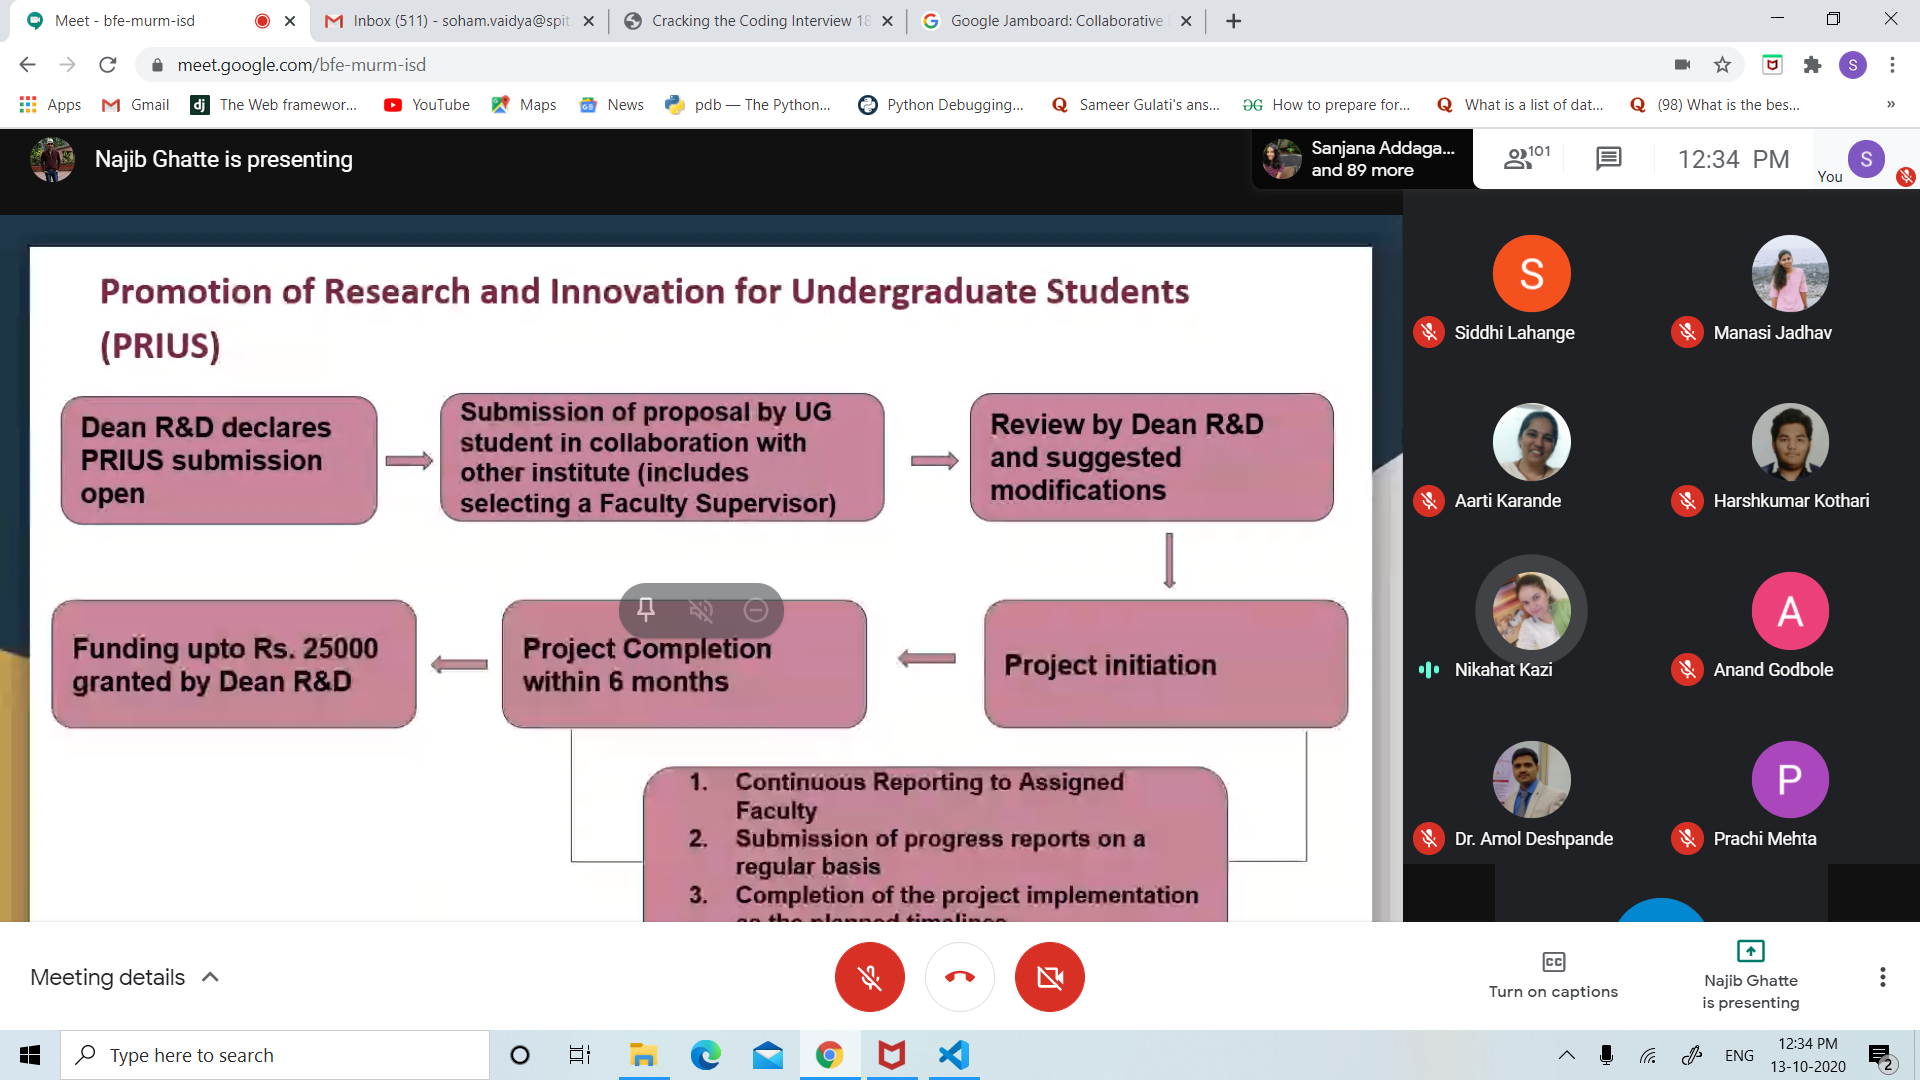 Meet - bfe-murm-isd
Inbox (511) - soham.vaidya@spit
Cracking the Coding Interview 18
Google Jamboard: Collaborative
meet.google.com/bfe-murm-isd
S
Apps
Gmail
dj
The Web framewor...
YouTube
Maps
News
pdb — The Python...
Python Debugging...
Sameer Gulati's ans...
How to prepare for...
What is a list of dat...
(98) What is the bes...
»
Najib Ghatte is presenting
Sanjana Addaga...
and 89 more
101
12:34 PM
You
S
Promotion of Research and Innovation for Undergraduate Students
(PRIUS)
Dean R&D declares
PRIUS submission
open
Submission of proposal by UG
student in collaboration with
other institute (includes
selecting a Faculty Supervisor)
Review by Dean R&D
and suggested
modifications
Funding upto Rs. 25000
granted by Dean R&D
Project Completion
within 6 months
Project initiation
1. Continuous Reporting to Assigned
Faculty
2. Submission of progress reports on a
regular basis
3. Completion of the project implementation
as the planned timelines
S
Siddhi Lahange
Manasi Jadhav
Aarti Karande
Harshkumar Kothari
Nikahat Kazi
A
Anand Godbole
Dr. Amol Deshpande
P
Prachi Mehta
Meeting details
CC
Turn on captions
Najib Ghatte
is presenting
Type here to search
ENG
12:34 PM
13-10-2020
2